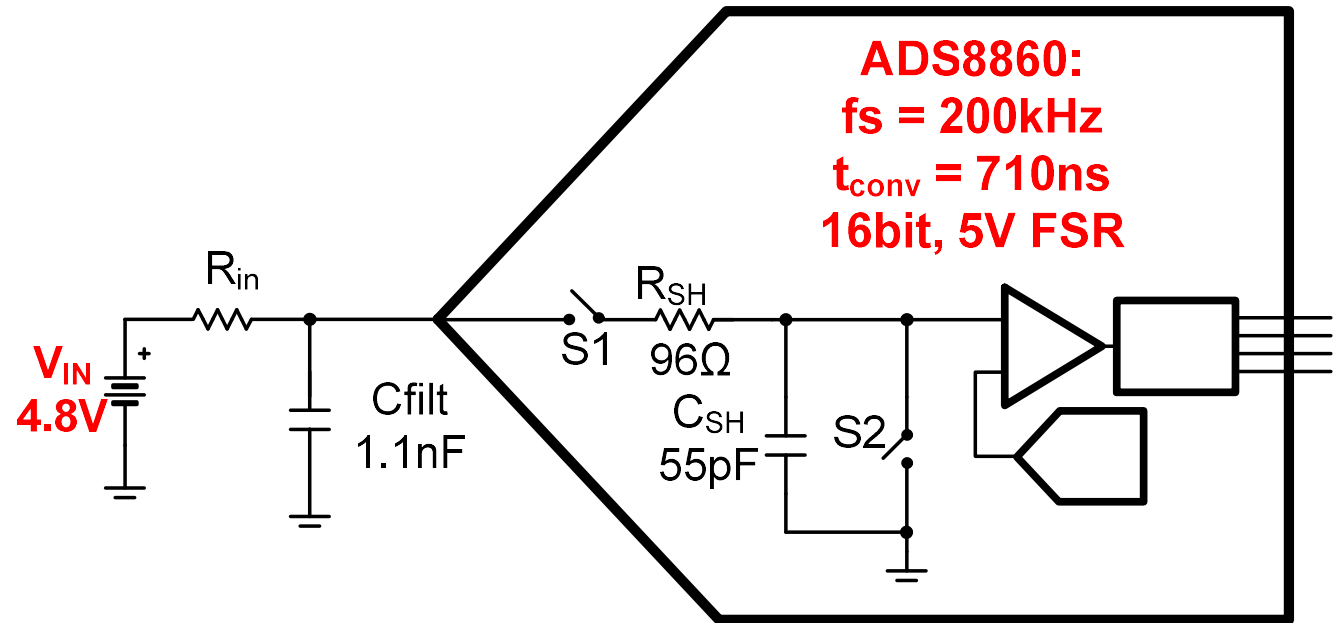 ADS8860:
fs = 200kHz
tconv = 710ns
16bit, 5V FSR
Rin
RSH
S1
96Ω
VIN
4.8V
+
Cfilt
1.1nF
CSH
55pF
S2